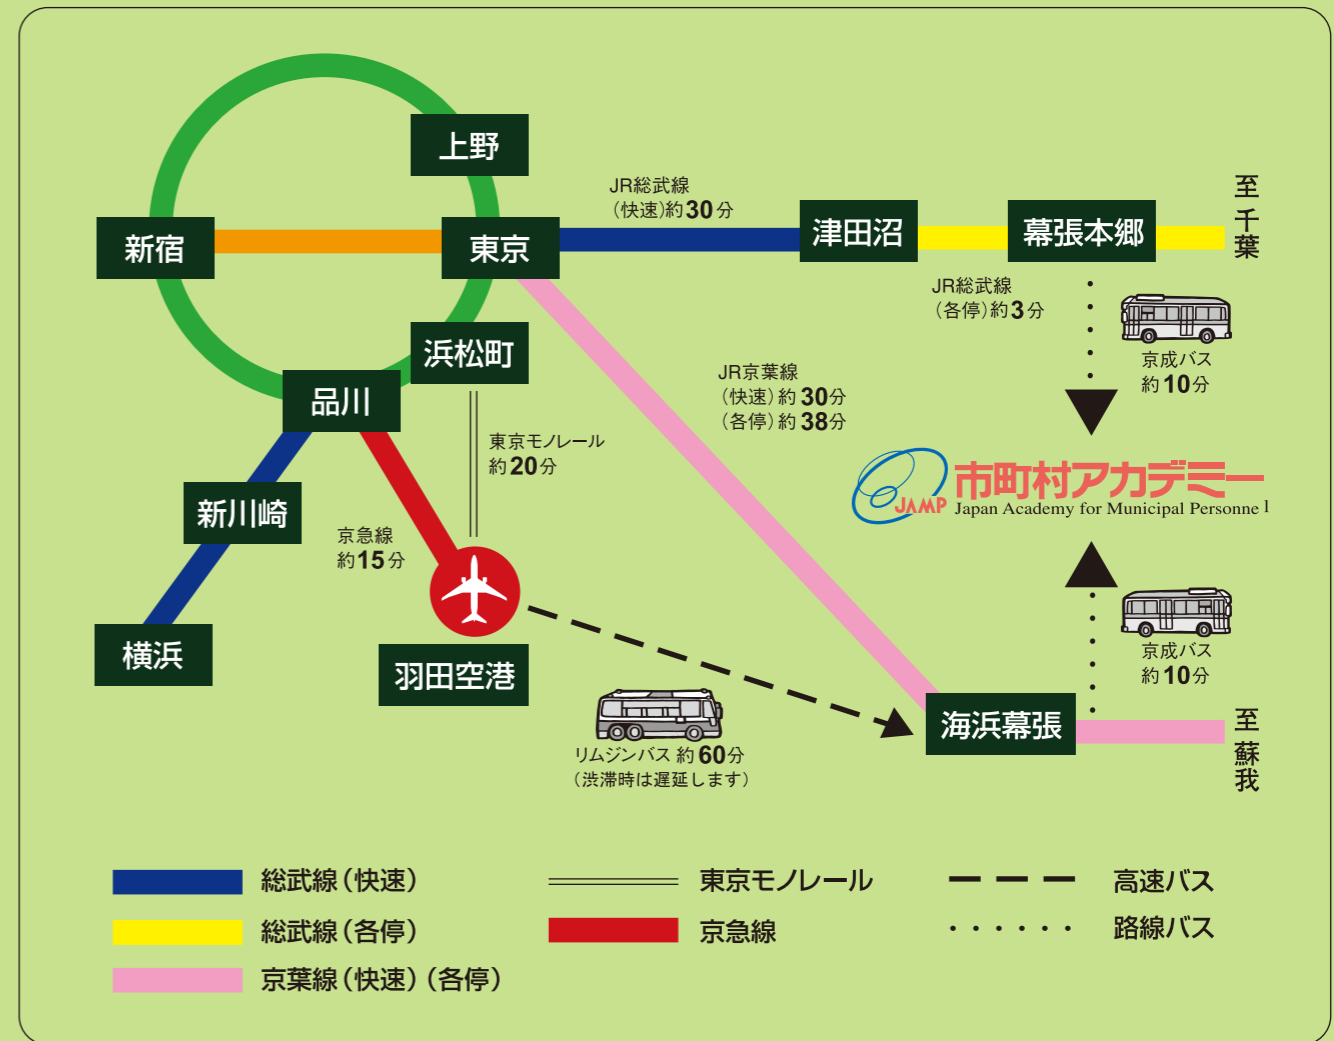 上野
JR総武線
（快速）約30分
至千葉
新宿
東京
津田沼
幕張本郷
JR総武線
（各停）約3分
浜松町
京成バス
約10分
JR京葉線
（快速）約30分
（各停）約38分
品川
東京モノレール
約20分
JAMP
市町村アカデミー
Japan Academy for Municipal Personnel
新川崎
京急線
約15分
横浜
羽田空港
京成バス
約10分
海浜幕張
至蘇我
リムジンバス 約60分
（渋滞時は遅延します）
総武線（快速）
東京モノレール
高速バス
総武線（各停）
京急線
路線バス
京葉線（快速）（各停）